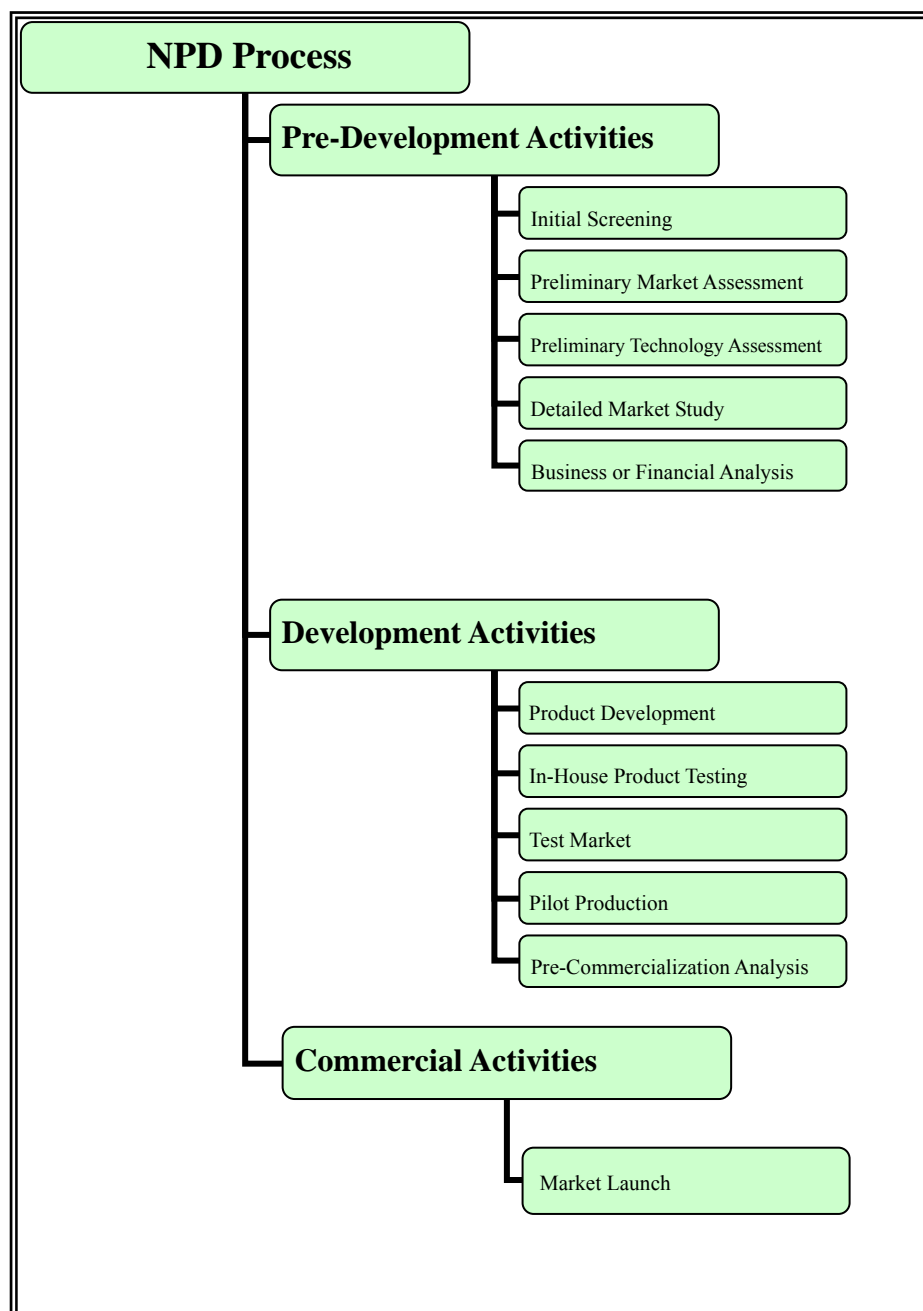 NPD Process
Pre-Development Activities
Initial Screening
Preliminary Market Assessment
Preliminary Technology Assessment
Detailed Market Study
Business or Financial Analysis
Development Activities
Product Development
In-House Product Testing
Test Market
Pilot Production
Pre-Commercialization Analysis
Commercial Activities
Market Launch